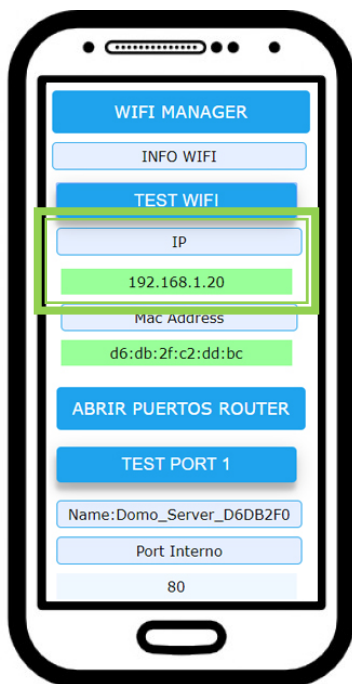 WIFI MANAGER
INFO WIFI
TEST WIFI
IP
192.168.1.20
Mac Address
d6:db:2f:c2:dd:bc
ABRIR PUERTOS ROUTER
TEST PORT 1
Name:Domo_Server_D6DB2F0
Port Interno
80